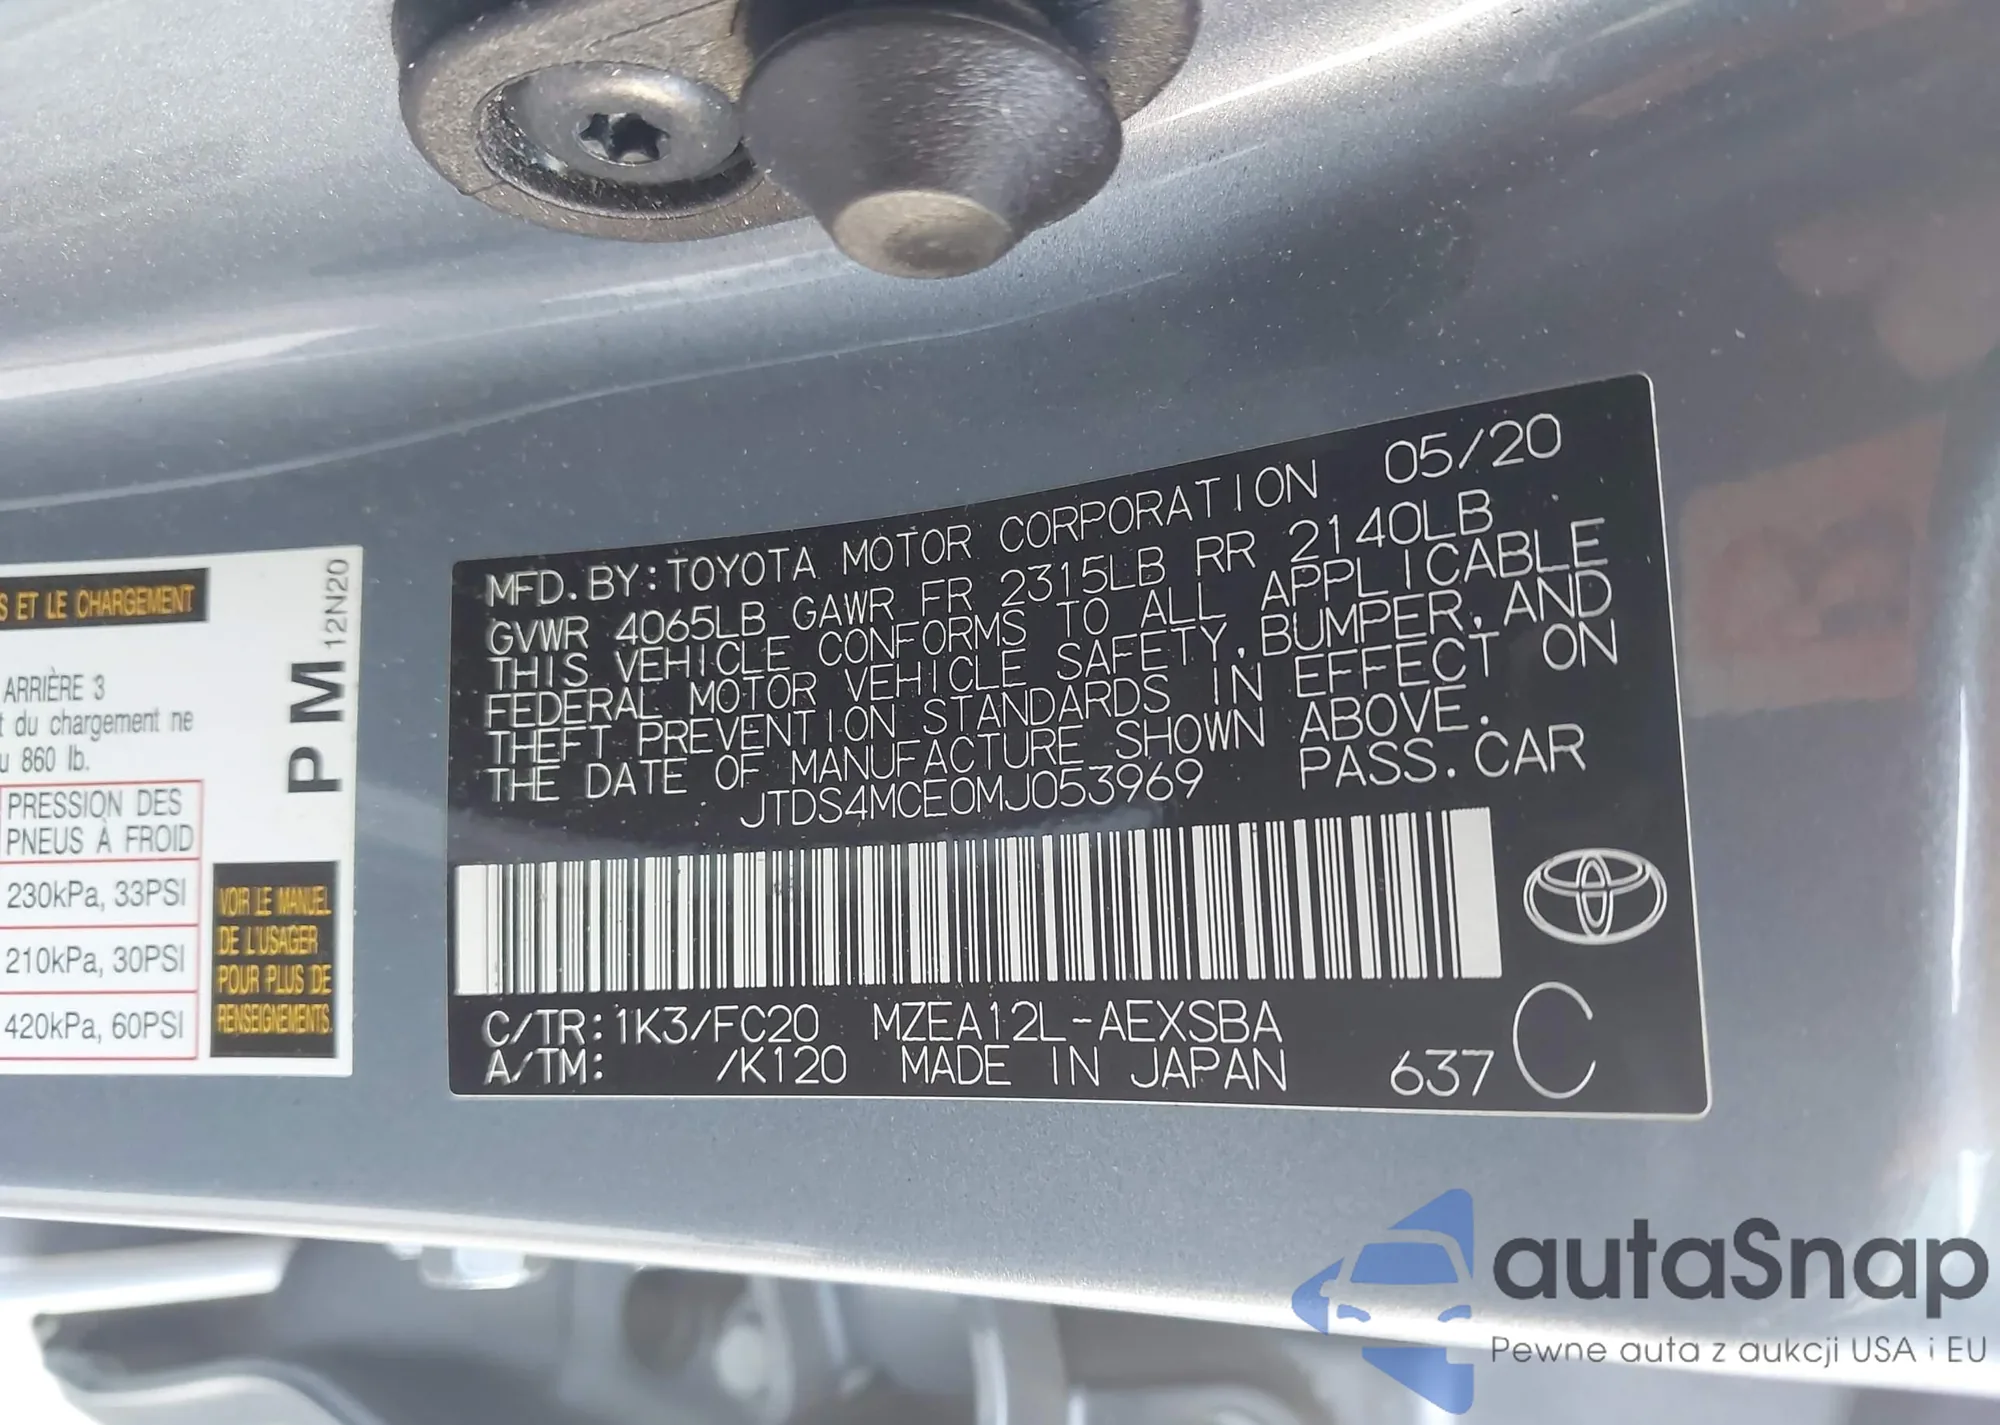 S ET LE CHARGEMENT
ARRIÈRE 3
du chargement ne
860 lb.
PRESSION DES
PNEUS À FROID
230kPa, 33PSI
210kPa, 30PSI
420kPa, 60PSI
PM
12N20
VOIR LE MANUEL
DE L'USAGER
POUR PLUS DE
RENSEIGNEMENTS.
MFD. BY: TOYOTA MOTOR CORPORATION 05/20
GVWR 4065LB GAWR FR 2315LB RR 2140LB
THIS VEHICLE CONFORMS TO ALL APPLICABLE
FEDERAL MOTOR VEHICLE SAFETY, BUMPER, AND
THEFT PREVENTION STANDARDS IN EFFECT ON
THE DATE OF MANUFACTURE SHOWN ABOVE.
JTDS4MCE0MJ053969 PASS. CAR
C/TR: 1K3/FC20 MZEA12L-AEXSBA
A/TM: /K120 MADE IN JAPAN 637 C
autaSnap
Pewne auta z aukcji USA i EU